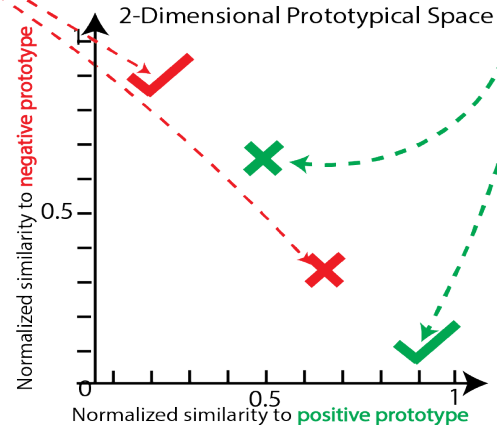 2-Dimensional Prototypical Space
Normalized similarity to negative prototype
1
0.5
0
0.5
1
Normalized similarity to positive prototype